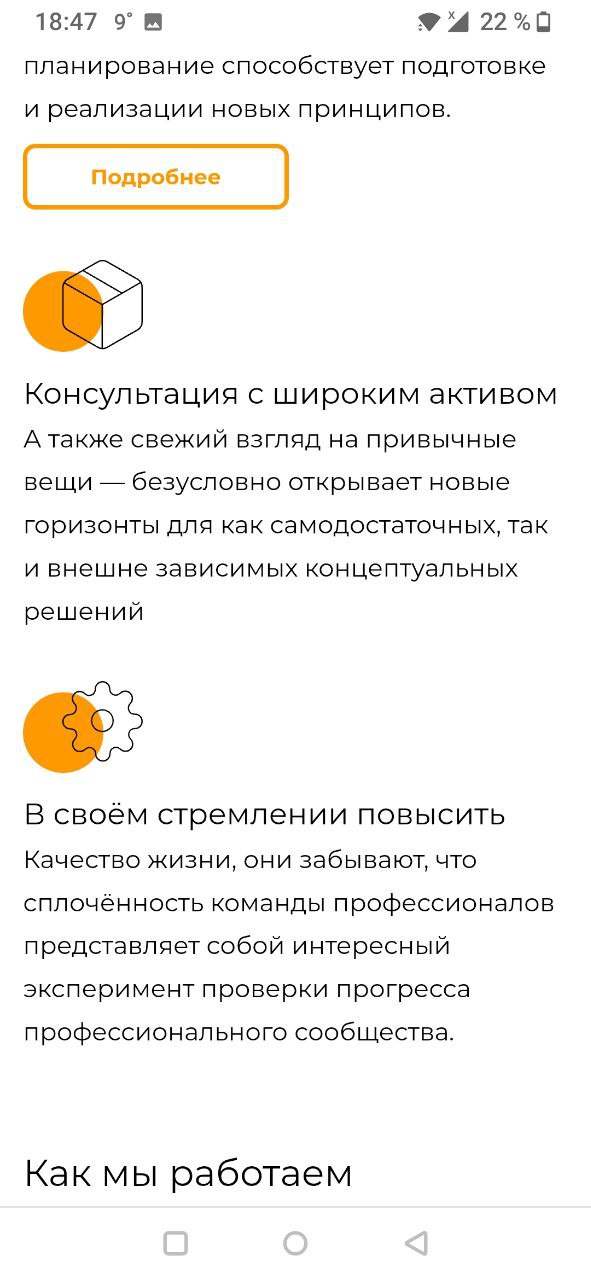 18:47 9° 22 %
планирование способствует подготовке
и реализации новых принципов.
Подробнее
Консультация с широким активом
А также свежий взгляд на привычные
вещи — безусловно открывает новые
горизонты для как самодостаточных, так
и внешне зависимых концептуальных
решений
В своём стремлении повысить
Качество жизни, они забывают, что
сплочённость команды профессионалов
представляет собой интересный
эксперимент проверки прогресса
профессионального сообщества.
Как мы работаем